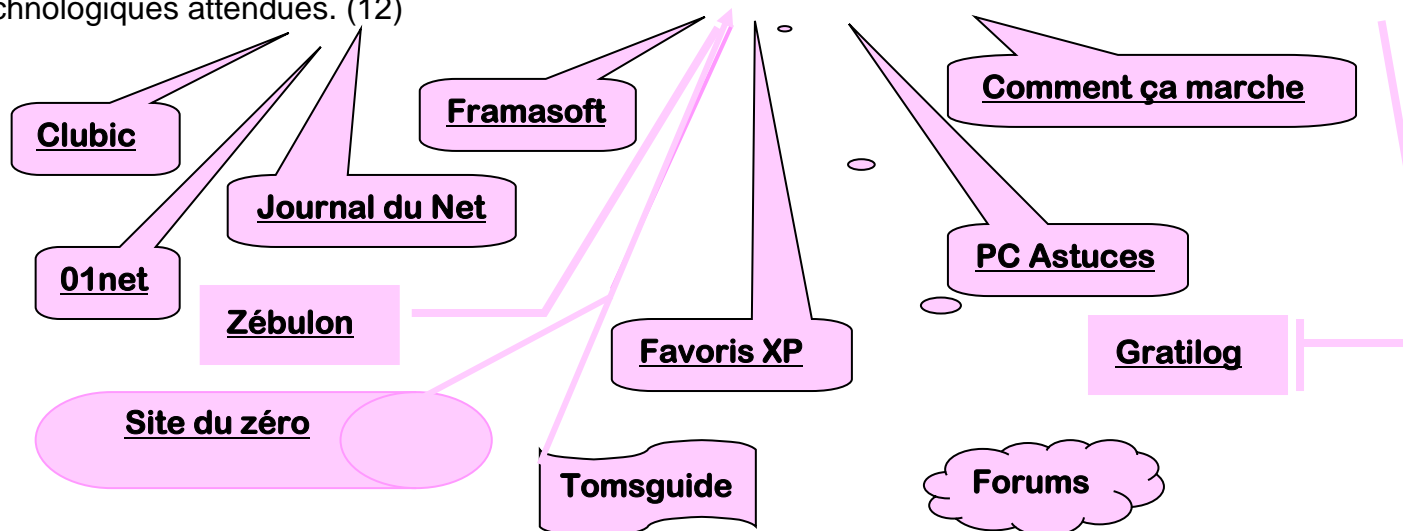 chnologiques attendues. (12)
Comment ça marche
Framasoft
Clubic
Journal du Net
PC Astuces
01net
Zébulon
Favoris XP
Gratilog
Site du zéro
Tomsguide
Forums